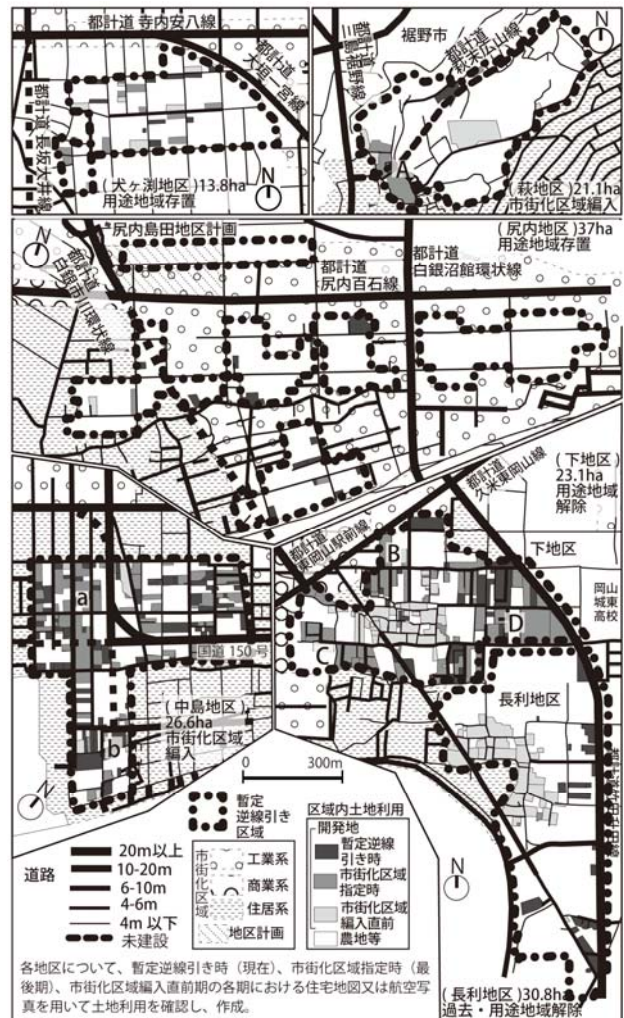 都計道 寺内安八線
都計道
大垣一宮線
都計道 長坂大井線
(犬ヶ渕地区)13.8ha
用途地域存置
N
裾野市
都計道
三島裾野線
都計道
N
A
(萩地区)21.1ha
市街化区域編入
N
尻内島田地区計画
都計道
白銀市川環状線
都計道
尻内百石線
都計道
白銀沼館環状線
(尻内地区)37ha
用途地域存置
都計道
久米東岡山線
(下地区)
23.1ha
用途地域
解除
都計道
東岡山駅前線
B
下地区
岡山
城東
高校
D
C
a
国道150号
(中島地区)
26.6ha
市街化区域
編入
b
長利地区
N
0 300m
暫定
逆線引き
区域
道路
20m以上
10-20m
6-10m
4-6m
4m 以下
未建設
市街化区域
工業系
商業系
住居系
地区計画
区域内土地利用
開発地
暫定逆線
引き時
市街化区域
指定時
市街化区域
編入直前
農地等
N
各地区について、暫定逆線引き時（現在）、市街化区域指定時（最
後期）、市街化区域編入直前期の各期における住宅地図又は航空写
真を用いて土地利用を確認し、作成。
(長利地区)30.8ha
過去・用途地域解除